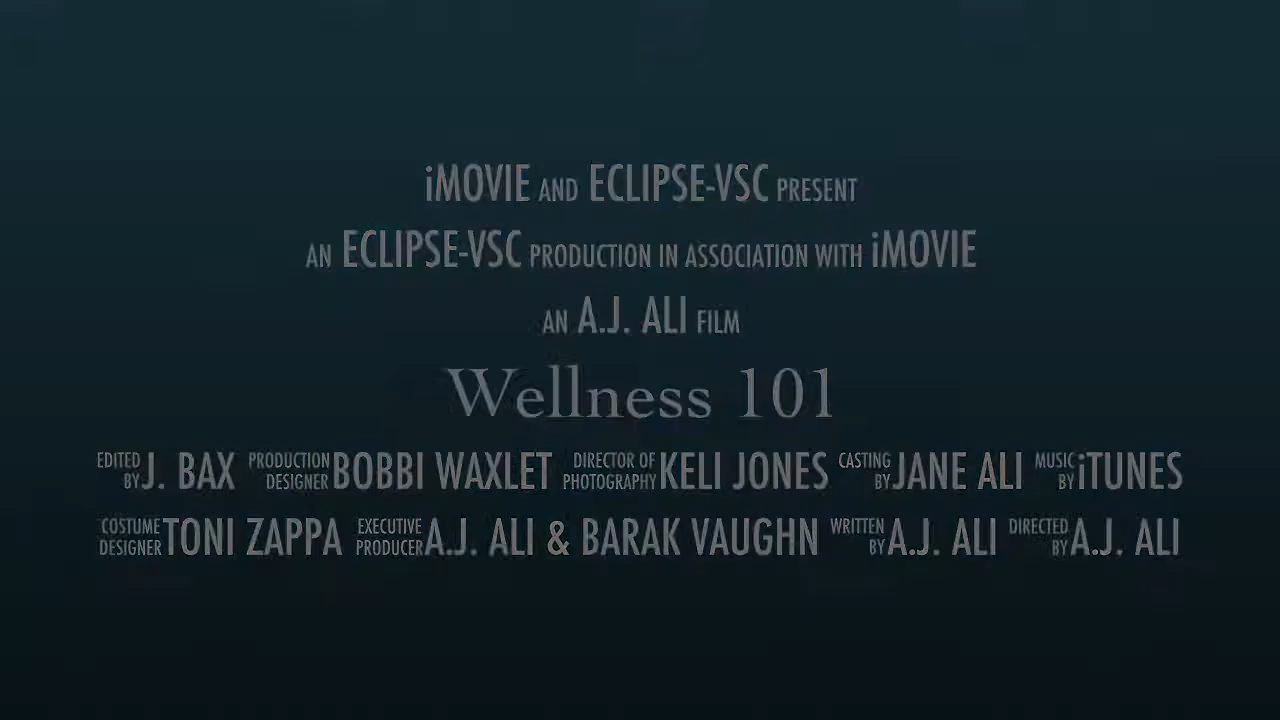 iMOVIE AND ECLIPSE-VSC PRESENT
AN ECLIPSE-VSC PRODUCTION IN ASSOCIATION WITH iMOVIE
AN A.J. ALI FILM
Wellness 101
EDITED BY J. BAX PRODUCTION DESIGNER BOBBI WAXLET DIRECTOR OF PHOTOGRAPHY KELI JONES CASTING BY JANE ALI MUSIC BY iTUNES
COSTUME DESIGNER TONI ZAPPA EXECUTIVE PRODUCER A.J. ALI & BARAK VAUGHN WRITTEN BY A.J. ALI DIRECTED BY A.J. ALI